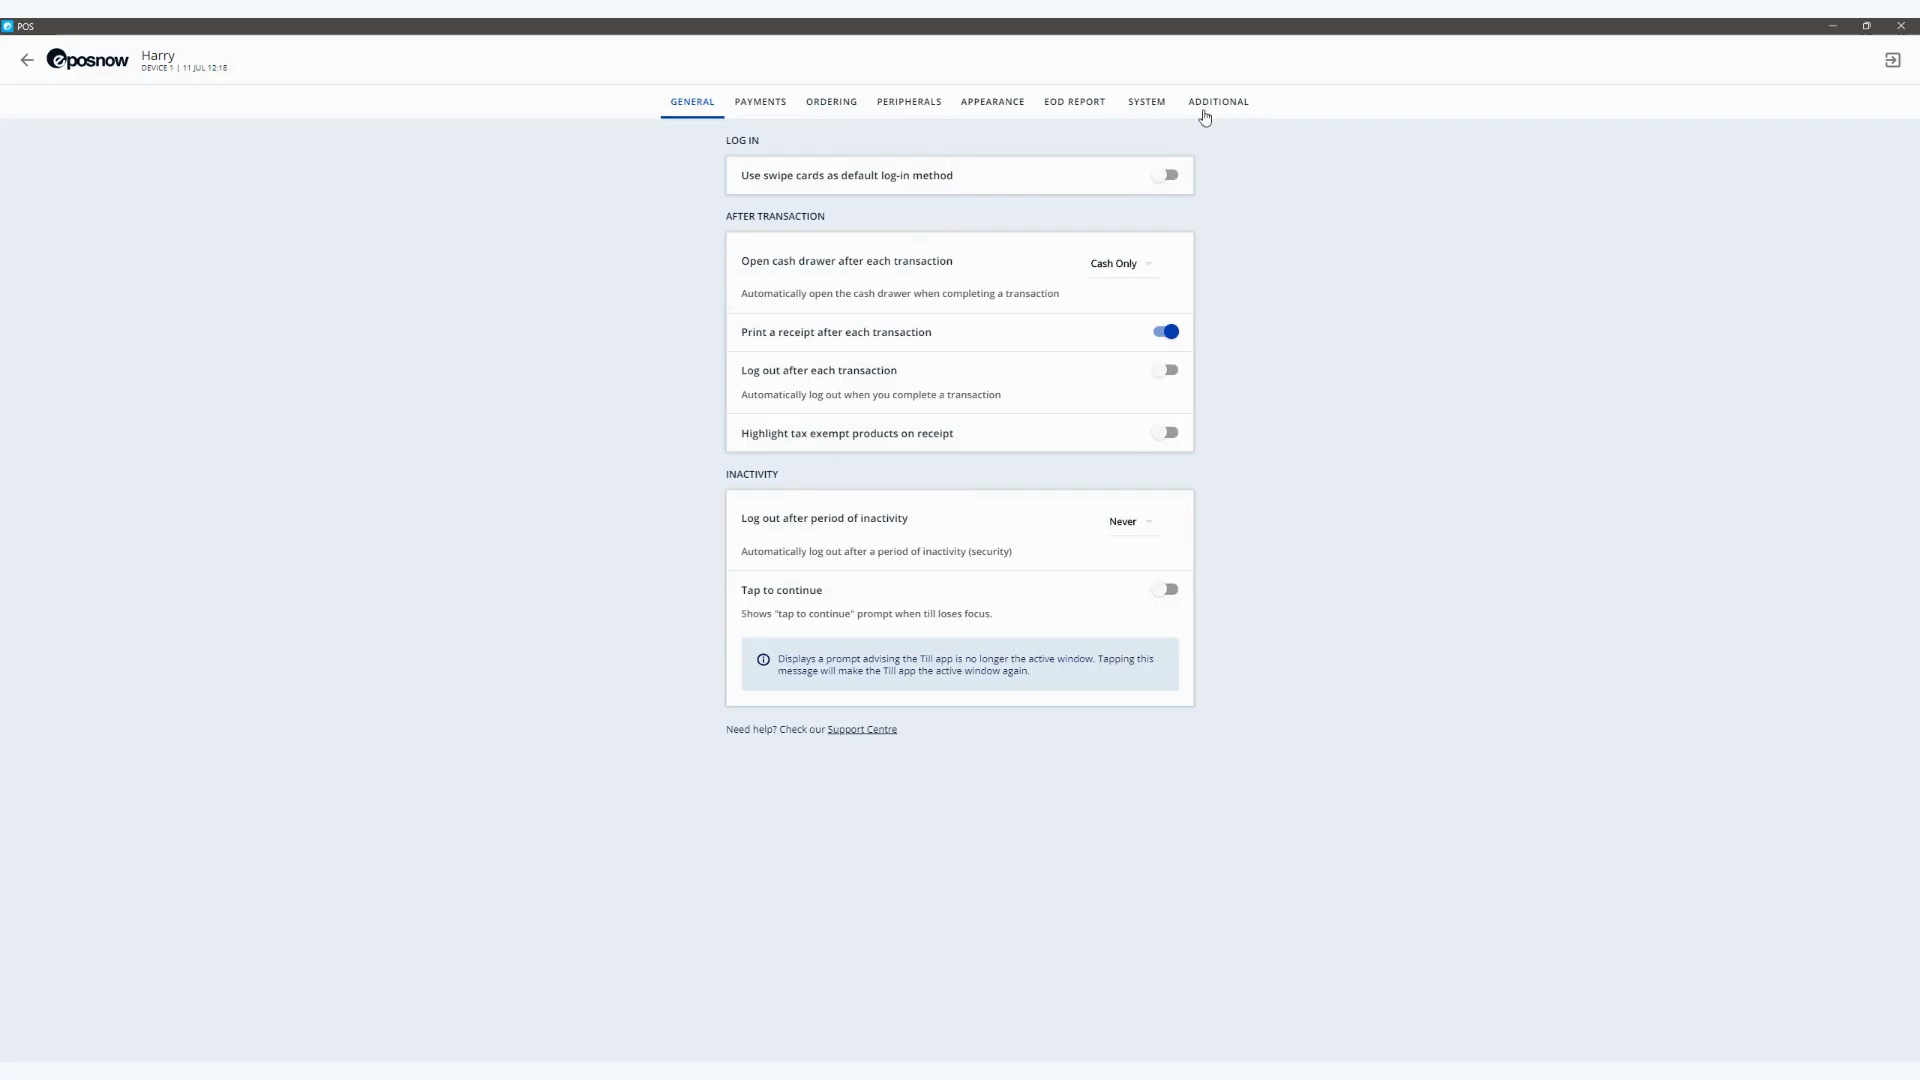 POS
eposnow
Harry
DEVICE 1 | 11 JUL 12:18
GENERAL PAYMENTS ORDERING PERIPHERALS APPEARANCE EOD REPORT SYSTEM ADDITIONAL
LOG IN
Use swipe cards as default log-in method
AFTER TRANSACTION
Open cash drawer after each transaction Cash Only
Automatically open the cash drawer when completing a transaction
Print a receipt after each transaction
Log out after each transaction
Automatically log out when you complete a transaction
Highlight tax exempt products on receipt
INACTIVITY
Log out after period of inactivity Never
Automatically log out after a period of inactivity (security)
Tap to continue
Shows "tap to continue" prompt when till loses focus.
Displays a prompt advising the Till app is no longer the active window. Tapping this
message will make the Till app the active window again.
Need help? Check our Support Centre